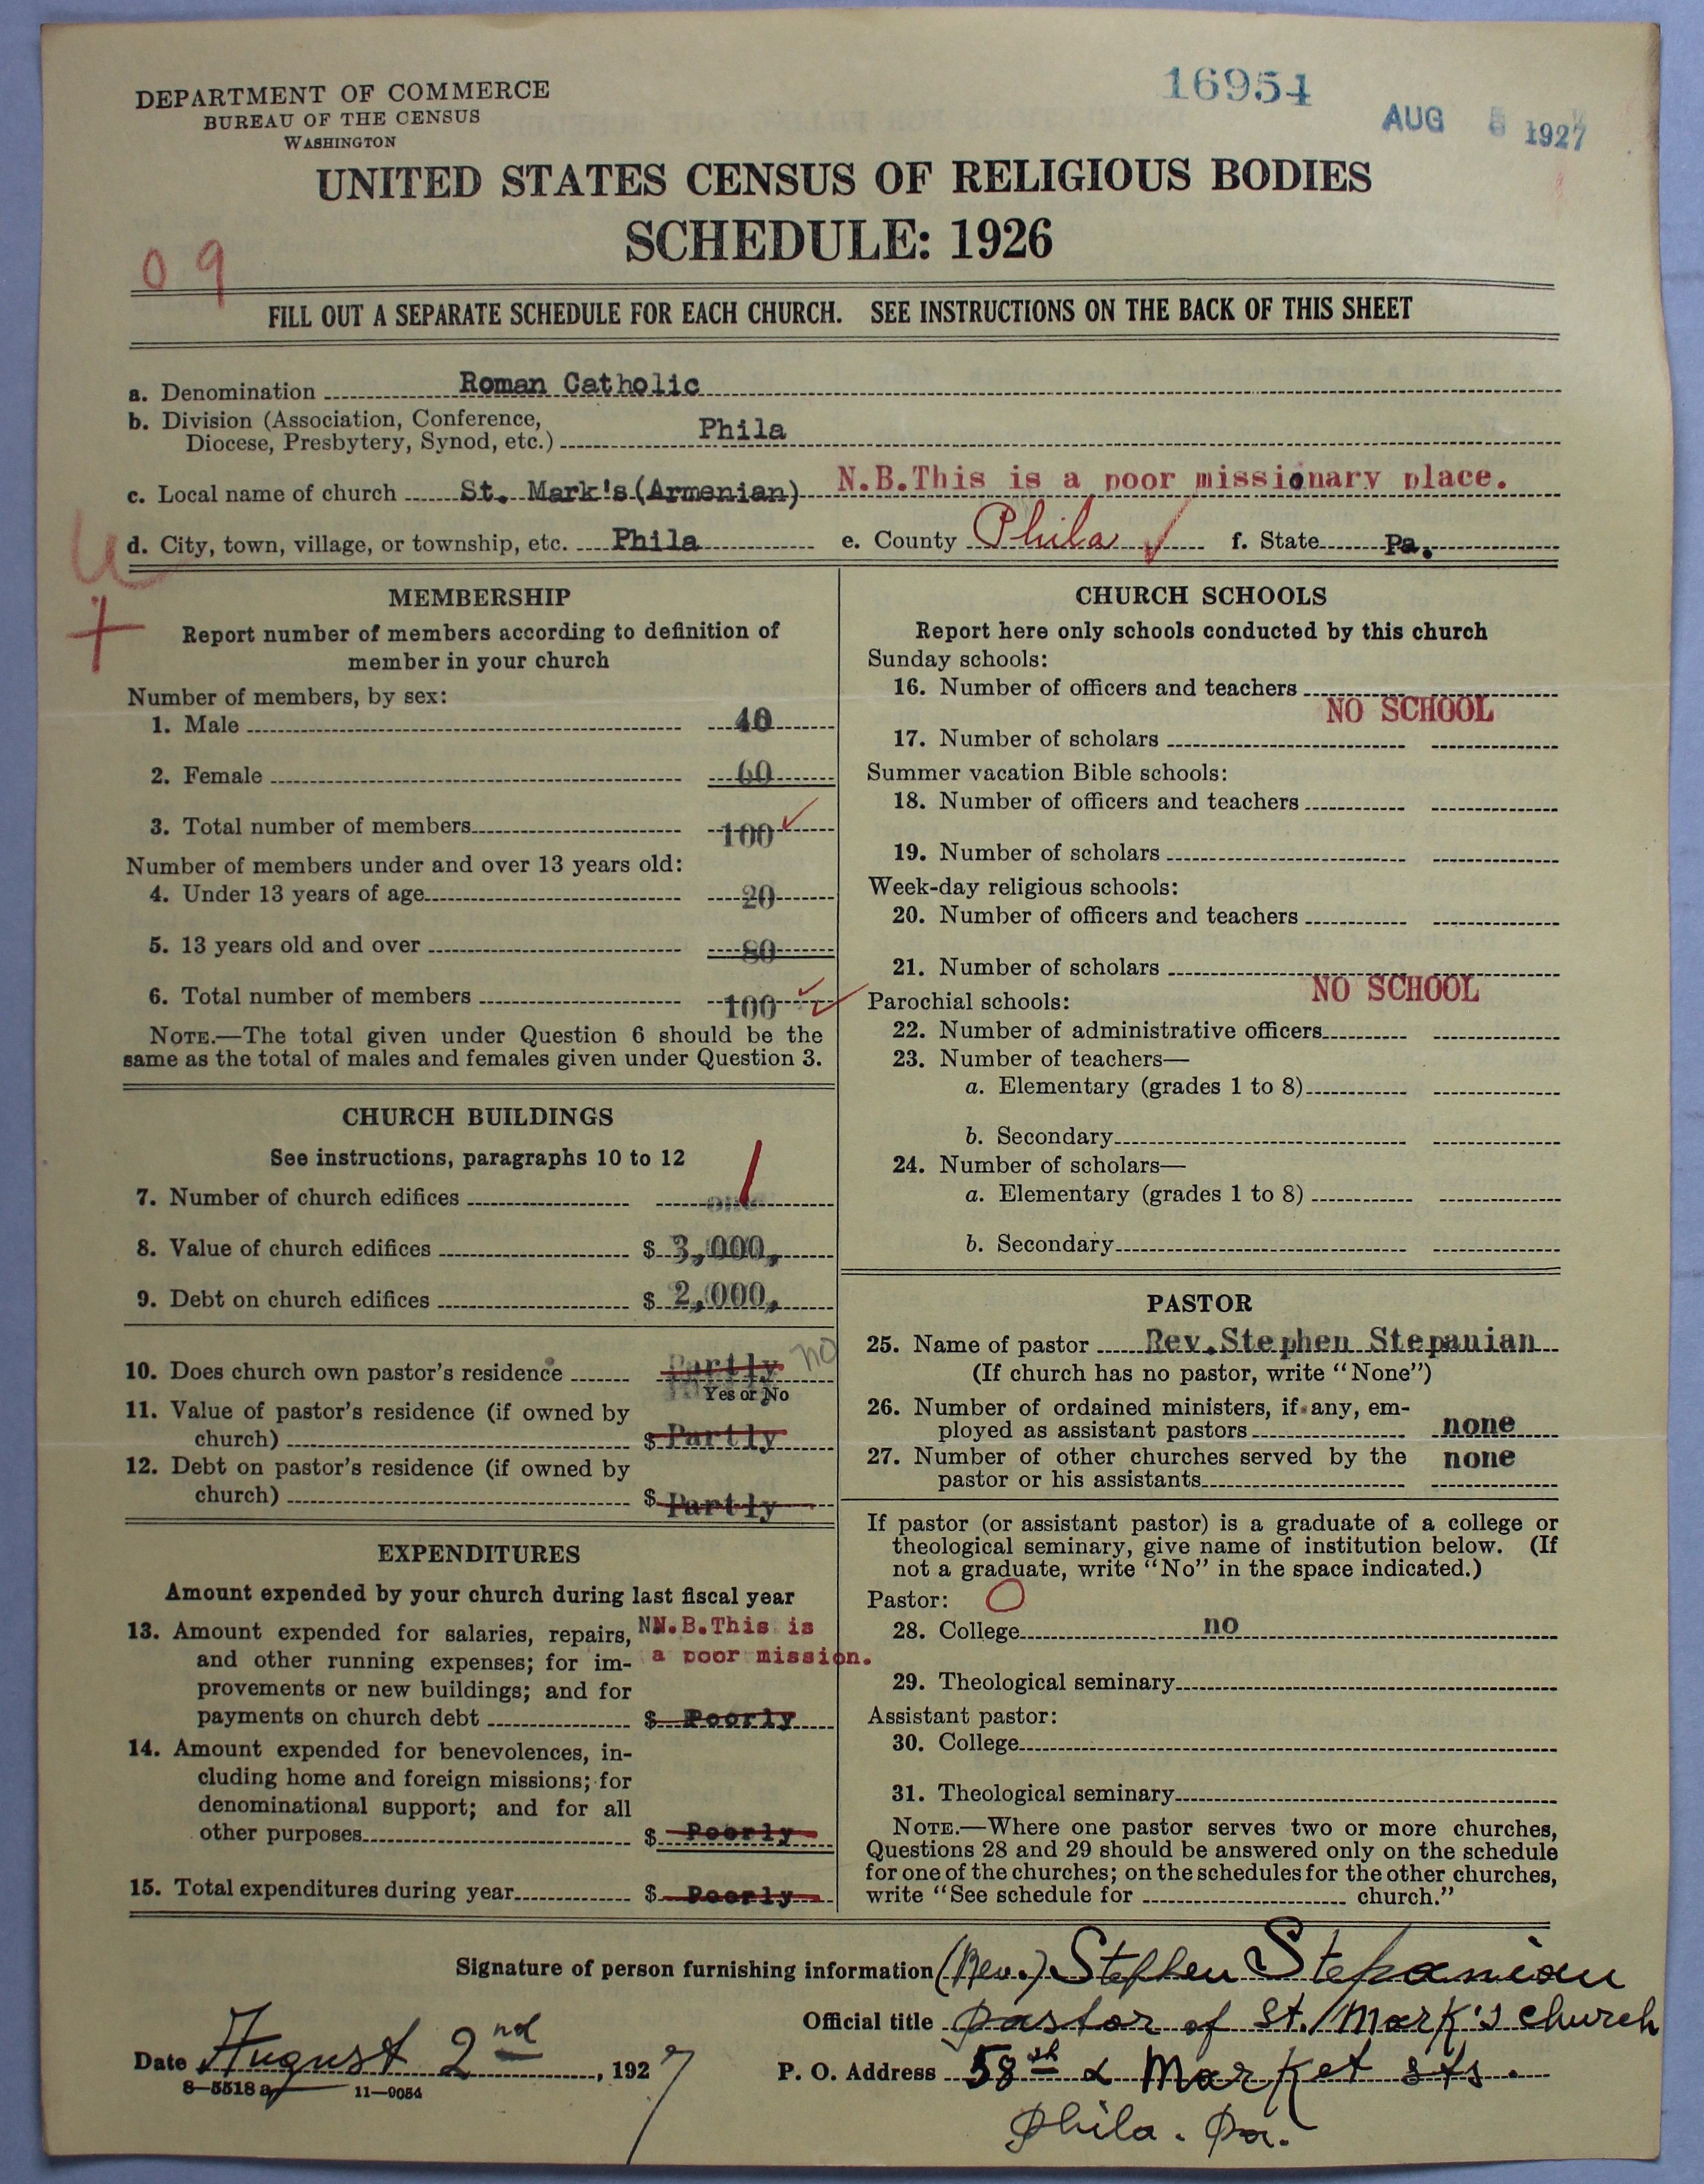 DEPARTMENT OF COMMERCE
BUREAU OF THE CENSUS
WASHINGTON
16954
AUG 1927
UNITED STATES CENSUS OF RELIGIOUS BODIES
SCHEDULE: 1926
09
FILL OUT A SEPARATE SCHEDULE FOR EACH CHURCH. SEE INSTRUCTIONS ON THE BACK OF THIS SHEET
a. Denomination Roman Catholic
b. Division (Association, Conference,
Diocese, Presbytery, Synod, etc.) Phila
c. Local name of church St. Mark's(Armenian) N.B.This is a poor missionary place.
d. City, town, village, or township, etc. Phila e. County Phila f. State Pa.
MEMBERSHIP
Report number of members according to definition of
member in your church
Number of members, by sex:
1. Male 40
2. Female 60
3. Total number of members 100
Number of members under and over 13 years old:
4. Under 13 years of age 20
5. 13 years old and over 80
6. Total number of members 100
NOTE.—The total given under Question 6 should be the
same as the total of males and females given under Question 3.
CHURCH BUILDINGS
See instructions, paragraphs 10 to 12
7. Number of church edifices one 1
8. Value of church edifices $ 3,000,
9. Debt on church edifices $ 2,000,
10. Does church own pastor's residence Partly no
Yes or No
11. Value of pastor's residence (if owned by
church) $ Partly
12. Debt on pastor's residence (if owned by
church) $ Partly
EXPENDITURES
Amount expended by your church during last fiscal year
13. Amount expended for salaries, repairs, NN.B.This is
and other running expenses; for im- a poor mission.
provements or new buildings; and for
payments on church debt $ Poorly
14. Amount expended for benevolences, in-
cluding home and foreign missions; for
denominational support; and for all
other purposes $ Poorly
15. Total expenditures during year $ Poorly
CHURCH SCHOOLS
Report here only schools conducted by this church
Sunday schools:
16. Number of officers and teachers
NO SCHOOL
17. Number of scholars
Summer vacation Bible schools:
18. Number of officers and teachers
19. Number of scholars
Week-day religious schools:
20. Number of officers and teachers
21. Number of scholars
NO SCHOOL
Parochial schools:
22. Number of administrative officers
23. Number of teachers—
a. Elementary (grades 1 to 8)
b. Secondary
24. Number of scholars—
a. Elementary (grades 1 to 8)
b. Secondary
PASTOR
25. Name of pastor Rev.Stephen Stepanian
(If church has no pastor, write "None")
26. Number of ordained ministers, if any, em-
ployed as assistant pastors none
27. Number of other churches served by the none
pastor or his assistants
If pastor (or assistant pastor) is a graduate of a college or
theological seminary, give name of institution below. (If
not a graduate, write "No" in the space indicated.)
Pastor: O
28. College no
29. Theological seminary
Assistant pastor:
30. College
31. Theological seminary
NOTE.—Where one pastor serves two or more churches,
Questions 28 and 29 should be answered only on the schedule
for one of the churches; on the schedules for the other churches,
write "See schedule for church."
Signature of person furnishing information (Rev.) Stephen Stepanian
Official title pastor of St. Mark's church
Date August 2nd, 1927
P. O. Address 58th & Market sts.
8—5518a 11—9054
Phila. Pa.